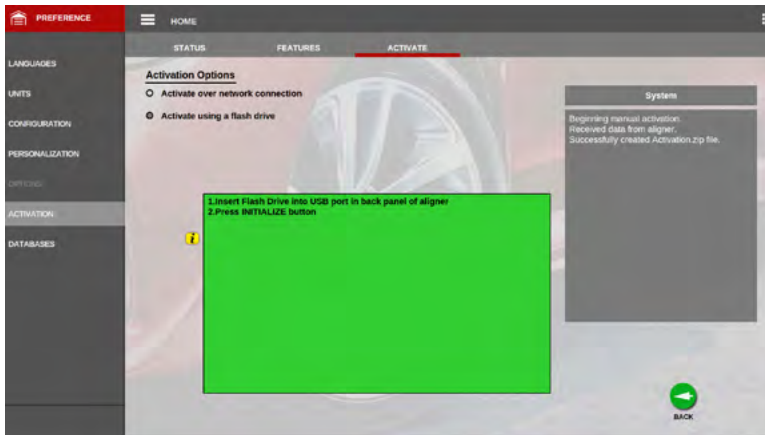 PREFERENCE
HOME
STATUS FEATURES ACTIVATE
LANGUAGES
UNITS
CONFIGURATION
PERSONALIZATION
OPTIONS
ACTIVATION
DATABASES
Activation Options
Activate over network connection
Activate using a flash drive
1.Insert Flash Drive into USB port in back panel of aligner
2.Press INITIALIZE button
i
System
Beginning manual activation.
Received data from aligner.
Successfully created Activation.zip file.
BACK